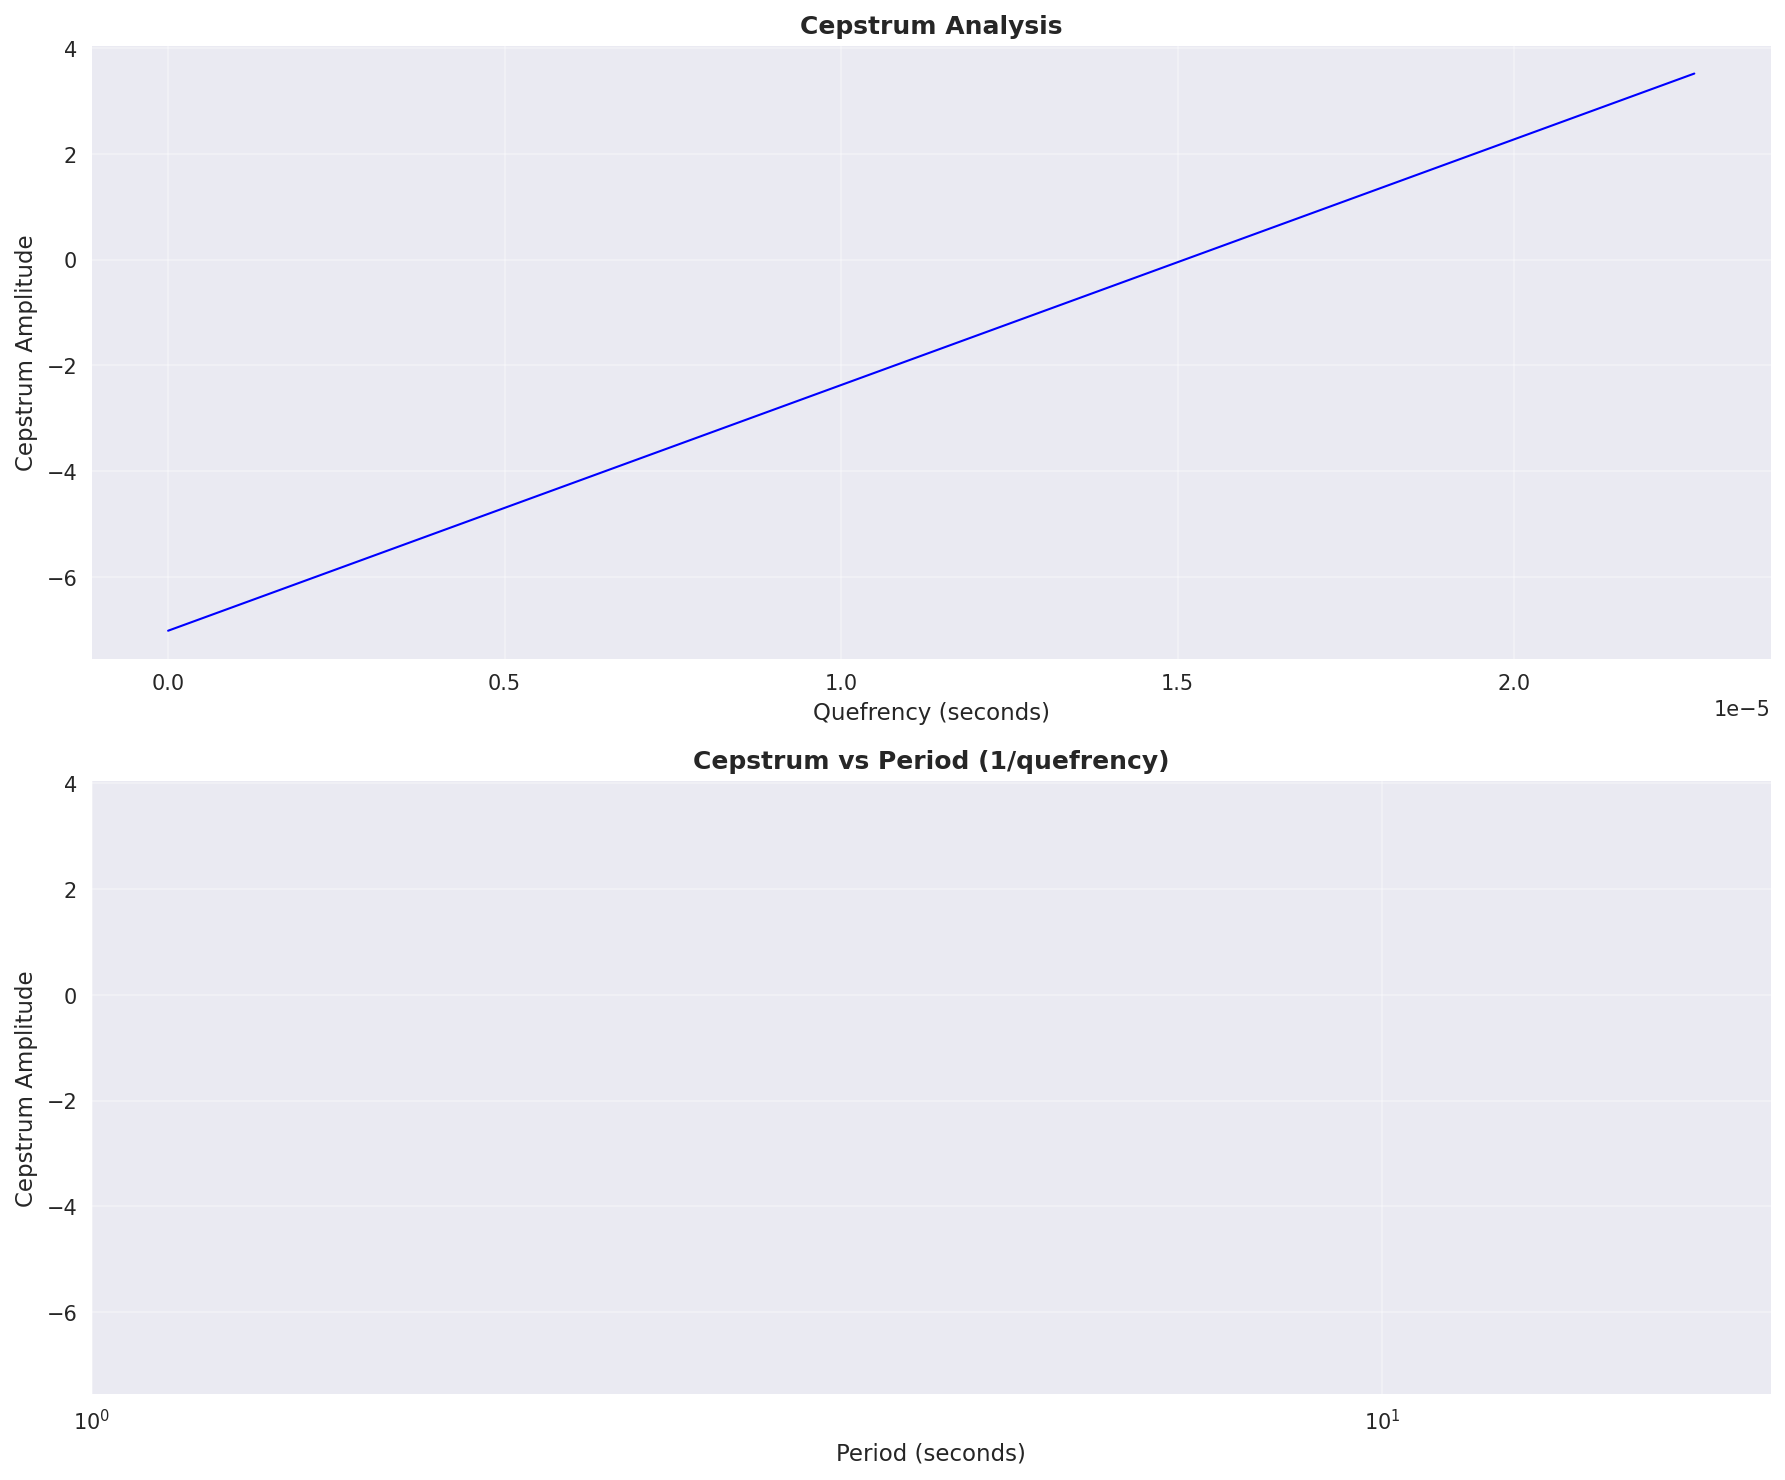 Cepstrum Analysis
4
2
0
−2
−4
−6
Cepstrum Amplitude
0.0 0.5 1.0 1.5 2.0
Quefrency (seconds)
1e−5
Cepstrum vs Period (1/quefrency)
4
2
0
−2
−4
−6
Cepstrum Amplitude
10⁰ 10¹
Period (seconds)